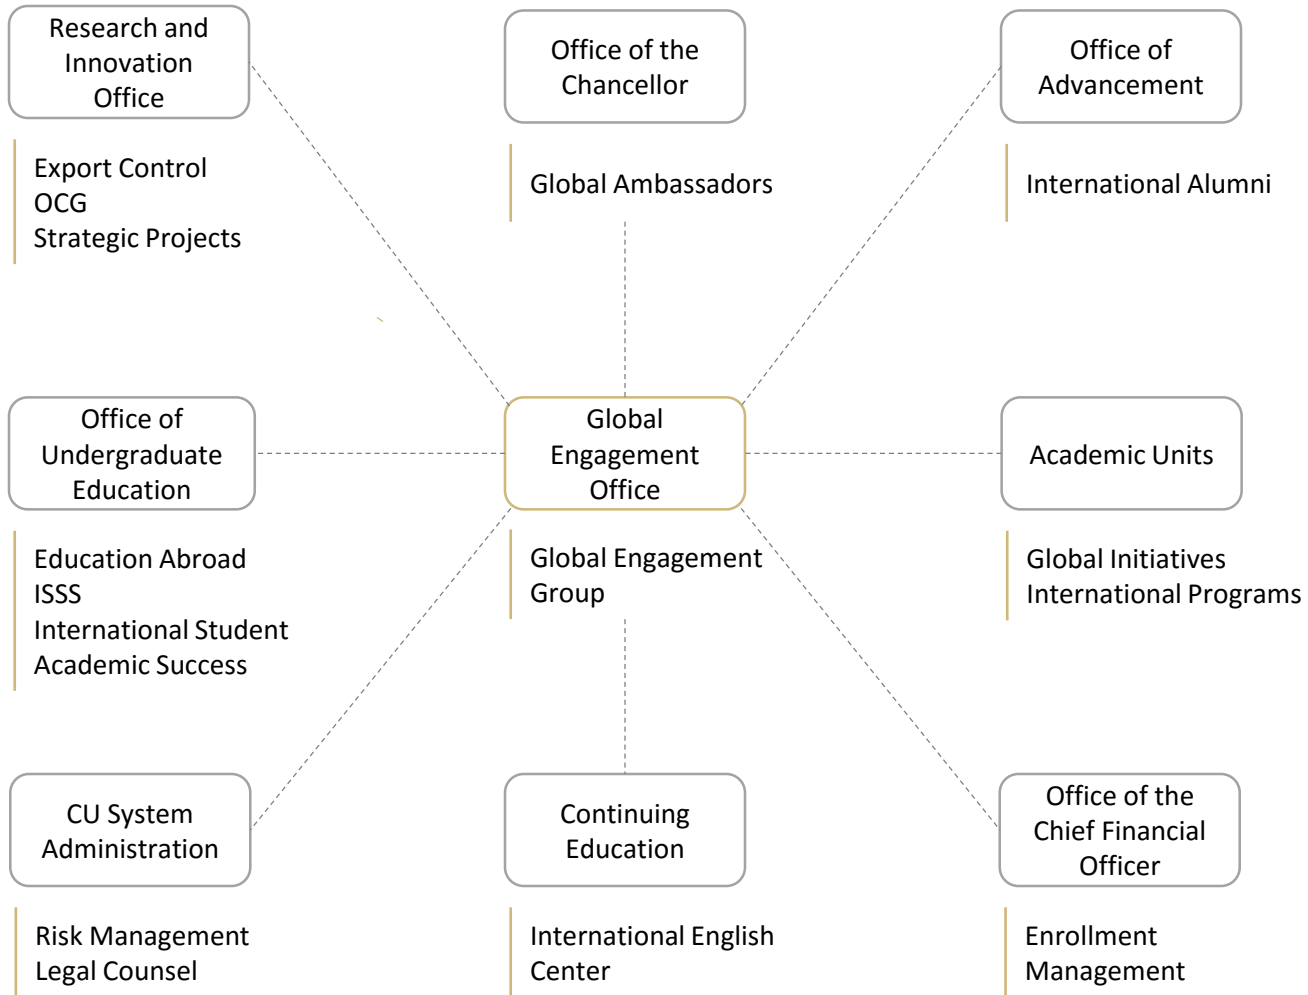 Research and
Innovation
Office
Export Control
OCG
Strategic Projects
Office of the
Chancellor
Global Ambassadors
Office of
Advancement
International Alumni
Office of
Undergraduate
Education
Education Abroad
ISSS
International Student
Academic Success
Global
Engagement
Office
Global Engagement
Group
Academic Units
Global Initiatives
International Programs
CU System
Administration
Risk Management
Legal Counsel
Continuing
Education
International English
Center
Office of the
Chief Financial
Officer
Enrollment
Management